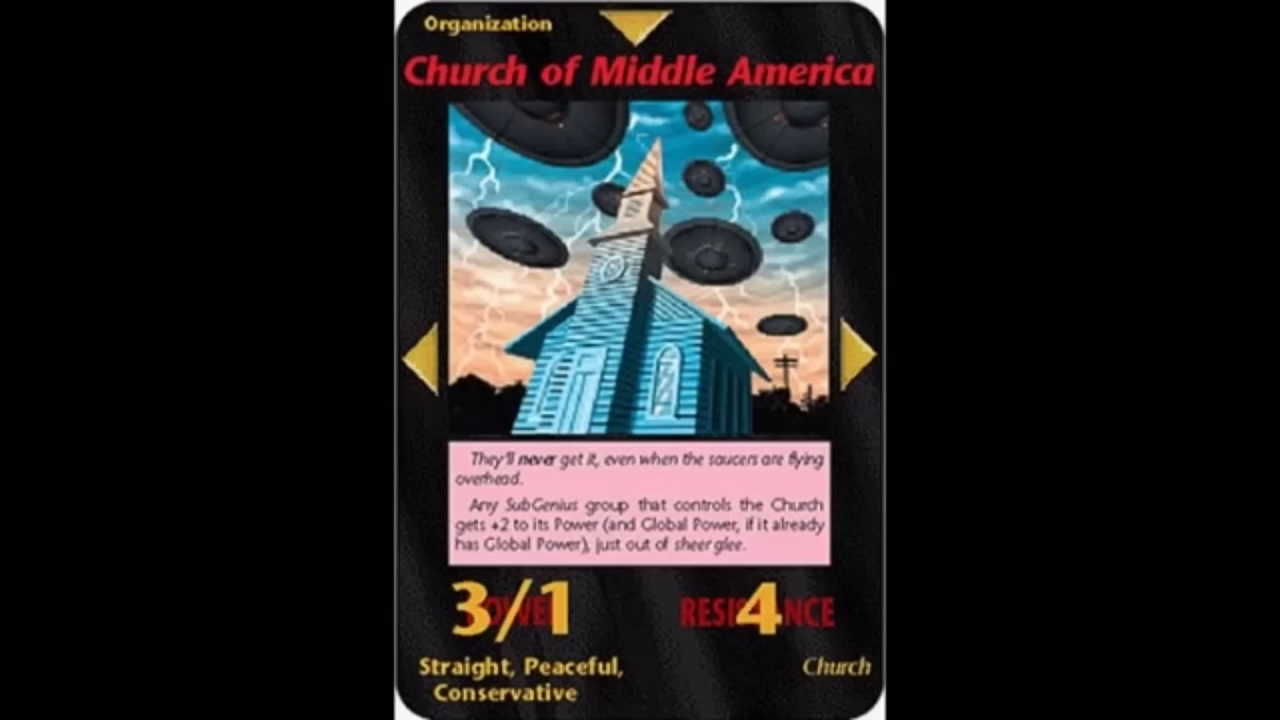 Organization
Church of Middle America
They'll never get it, even when the saucers are flying
overhead.
Any SubGenius group that controls the Church
gets +2 to its Power (and Global Power, if it already
has Global Power), just out of sheer glee.
3/1 POWER RESISTANCE 4
Straight, Peaceful, Church
Conservative